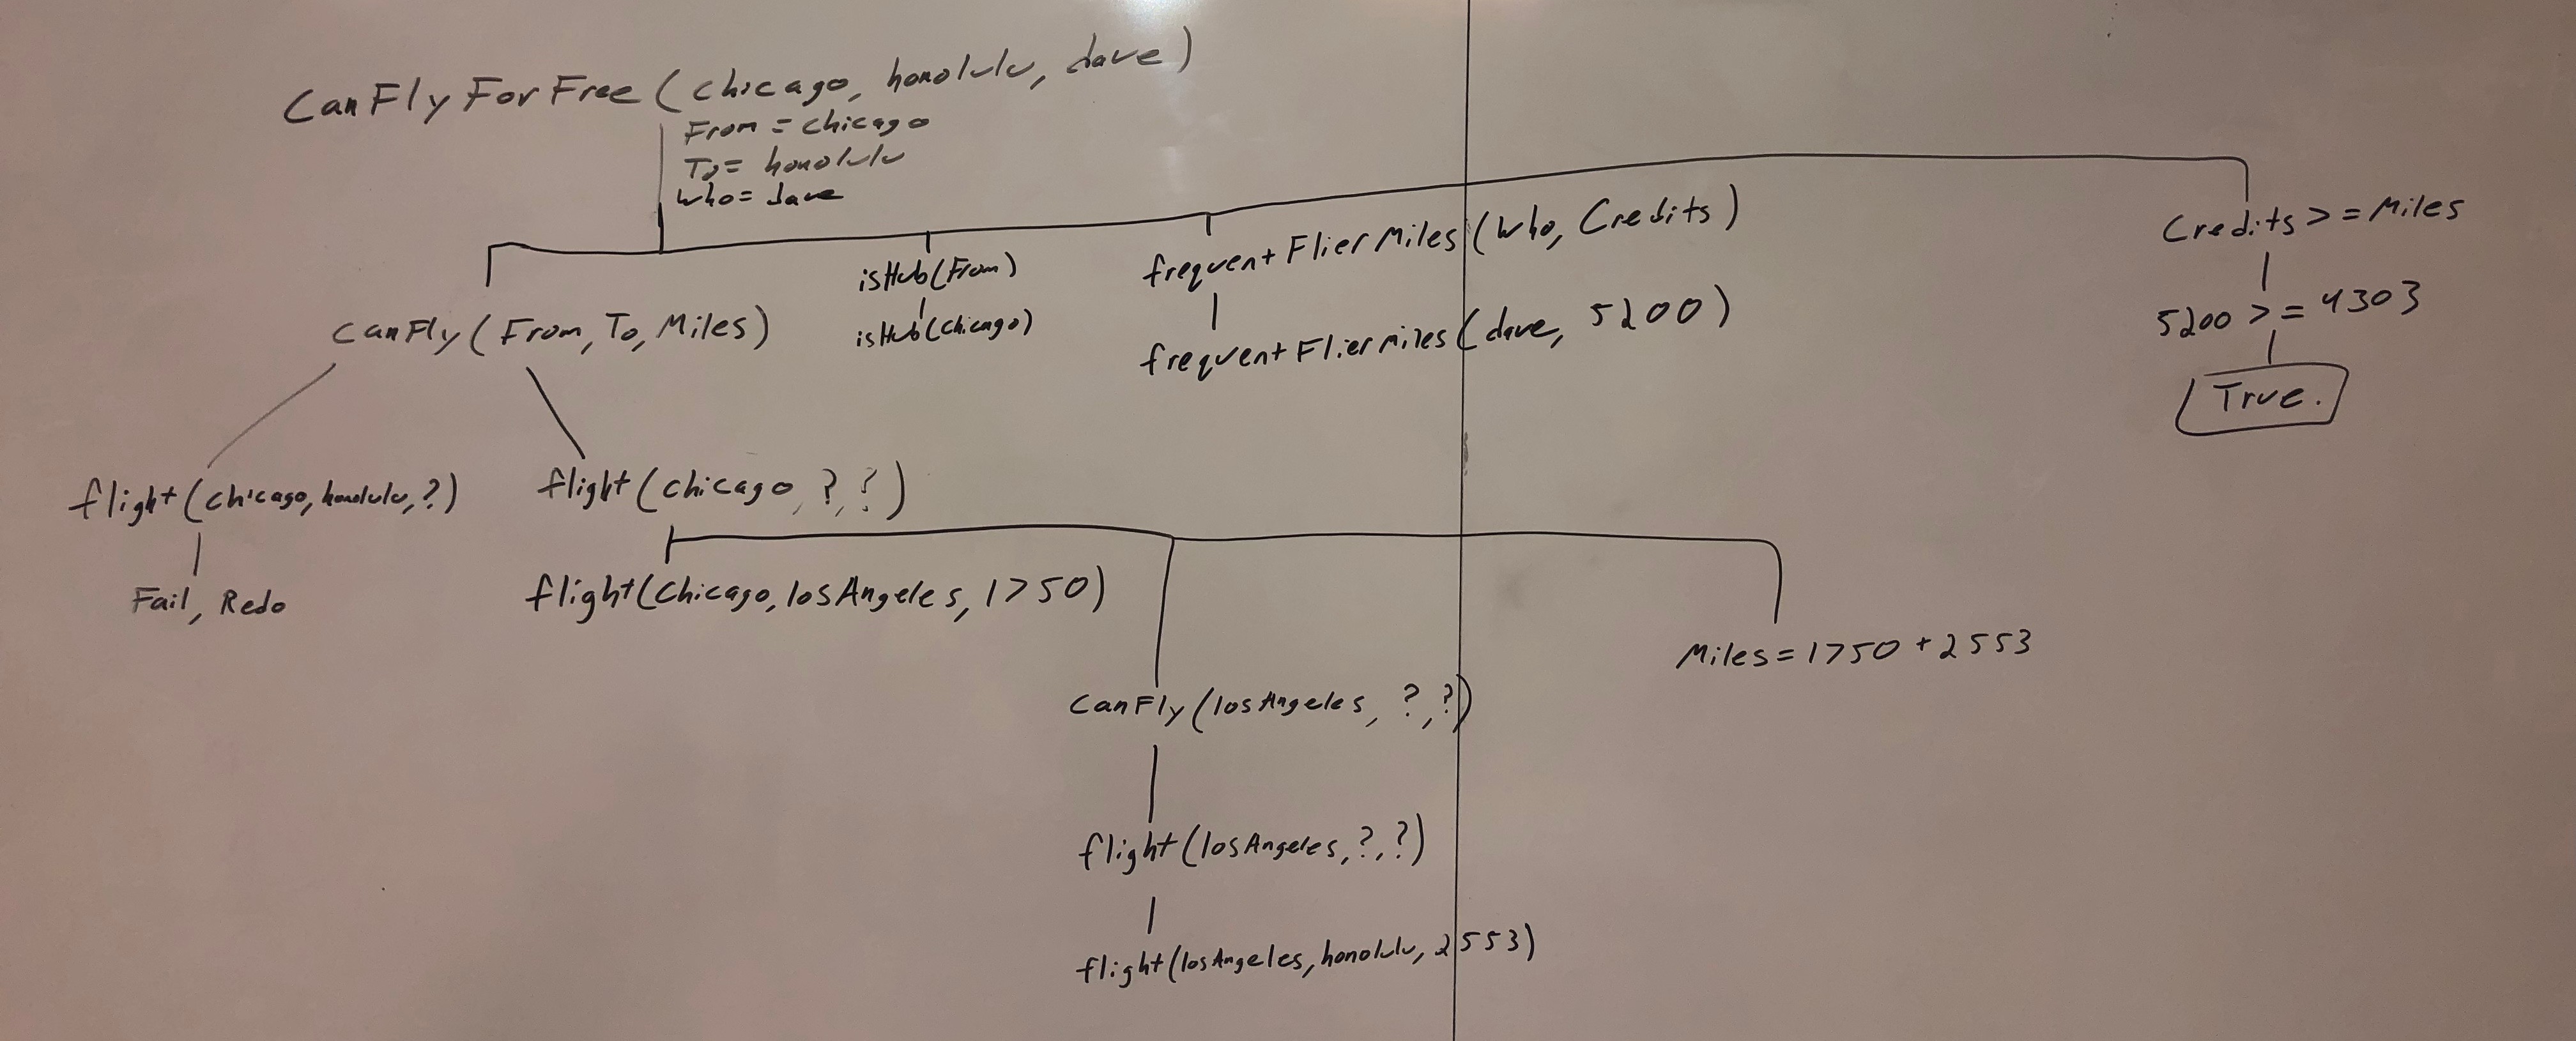 CanFlyForFree(chicago, honolulu, dave)
From = chicago
To = honolulu
Who = dave
canFly(From, To, Miles)
isHub(From)
isHub(chicago)
frequentFlierMiles(Who, Credits)
frequentFlierMiles(dave, 5200)
Credits >= Miles
5200 >= 4303
True.
flight(chicago, honolulu, ?)
Fail, Redo
flight(chicago, ?, ?)
flight(chicago, losAngeles, 1750)
CanFly(losAngeles, ?, ?)
flight(losAngeles, ?, ?)
flight(losAngeles, honolulu, 2553)
Miles = 1750 + 2553